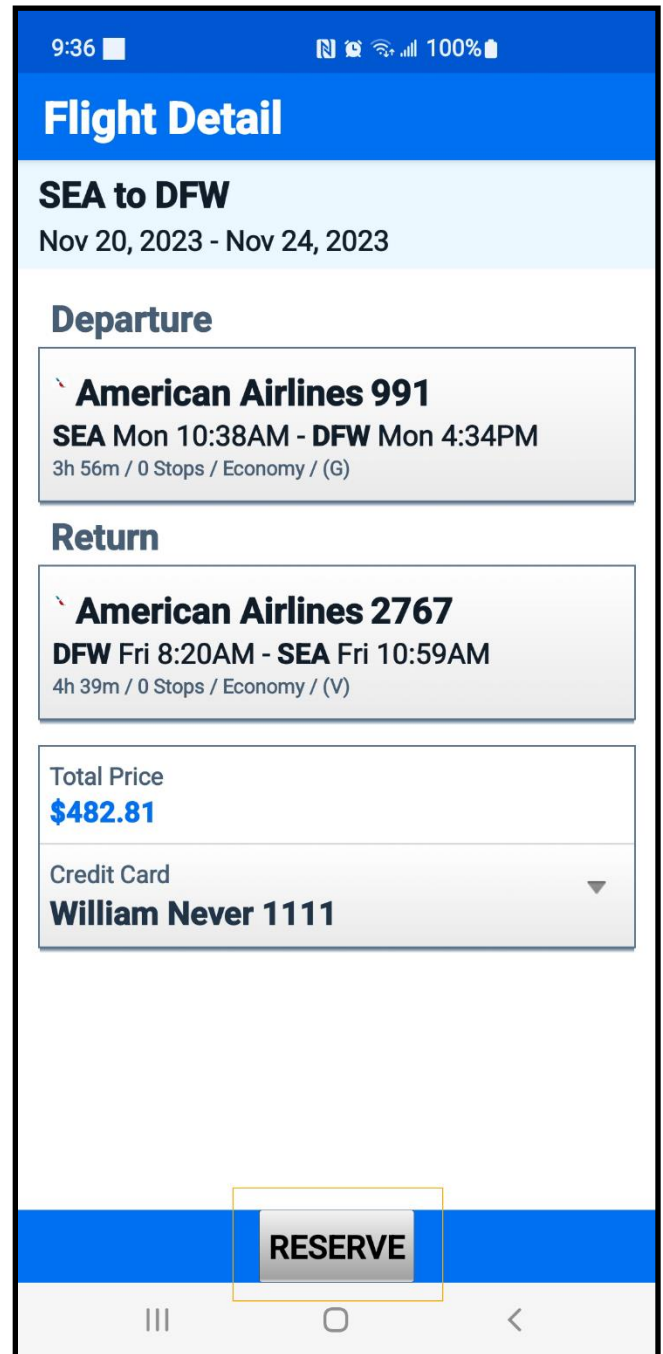 9:36 100%
Flight Detail
SEA to DFW
Nov 20, 2023 - Nov 24, 2023
Departure
American Airlines 991
SEA Mon 10:38AM - DFW Mon 4:34PM
3h 56m / 0 Stops / Economy / (G)
Return
American Airlines 2767
DFW Fri 8:20AM - SEA Fri 10:59AM
4h 39m / 0 Stops / Economy / (V)
Total Price
$482.81
Credit Card
William Never 1111
RESERVE